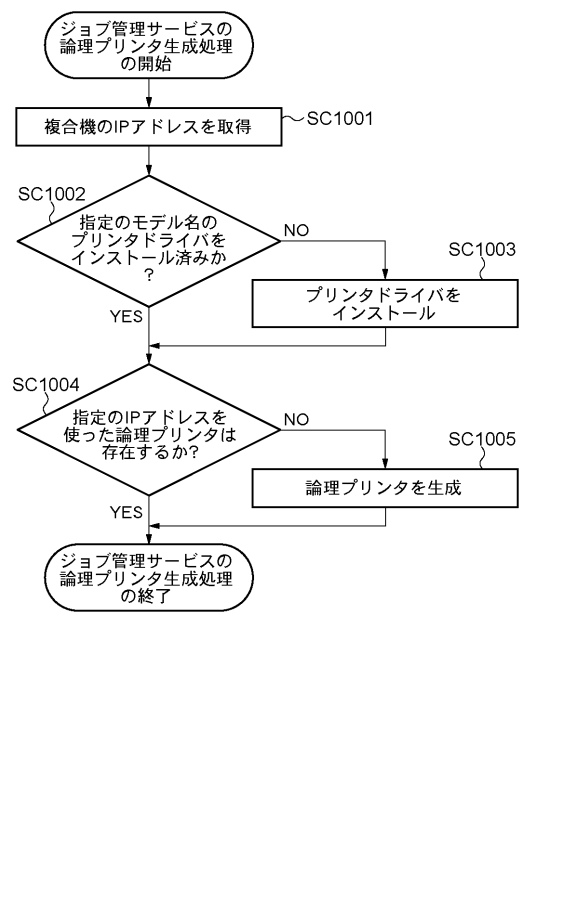 ジョブ管理サービスの
論理プリンタ生成処理
の開始
複合機のIPアドレスを取得
SC1001
SC1002
指定のモデル名の
プリンタドライバを
インストール済みか
?
NO
YES
SC1003
プリンタドライバを
インストール
SC1004
指定のIPアドレスを
使った論理プリンタは
存在するか?
NO
YES
SC1005
論理プリンタを生成
ジョブ管理サービスの
論理プリンタ生成処理
の終了